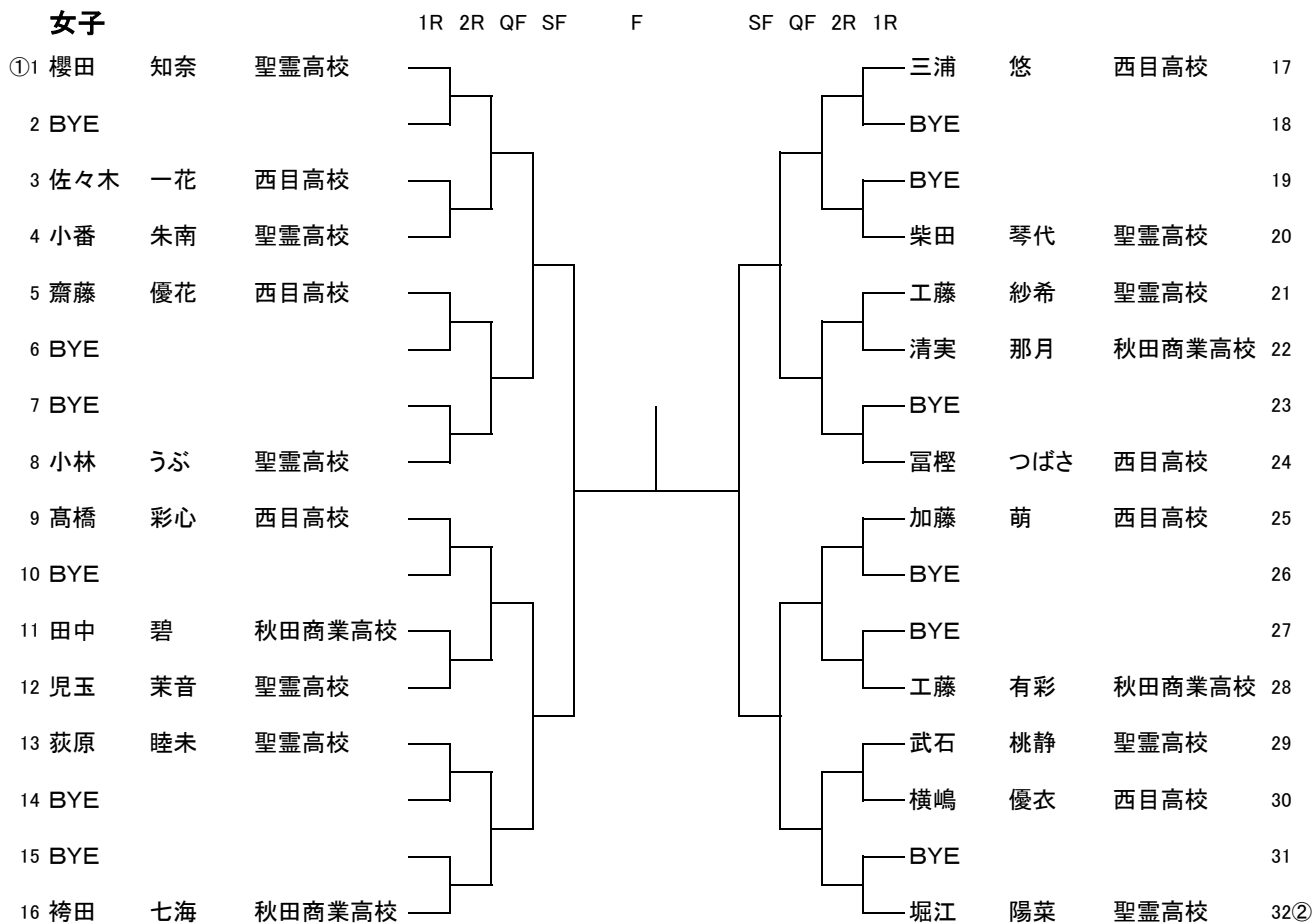 女子 1R 2R QF SF F SF QF 2R 1R
①1 櫻田 知奈 聖霊高校 三浦 悠 西目高校 17
2 BYE BYE 18
3 佐々木 一花 西目高校 BYE 19
4 小番 朱南 聖霊高校 柴田 琴代 聖霊高校 20
5 齋藤 優花 西目高校 工藤 紗希 聖霊高校 21
6 BYE 清実 那月 秋田商業高校 22
7 BYE BYE 23
8 小林 うぶ 聖霊高校 冨樫 つばさ 西目高校 24
9 髙橋 彩心 西目高校 加藤 萌 西目高校 25
10 BYE BYE 26
11 田中 碧 秋田商業高校 BYE 27
12 児玉 茉音 聖霊高校 工藤 有彩 秋田商業高校 28
13 荻原 睦未 聖霊高校 武石 桃静 聖霊高校 29
14 BYE 横嶋 優衣 西目高校 30
15 BYE BYE 31
16 袴田 七海 秋田商業高校 堀江 陽菜 聖霊高校 32②